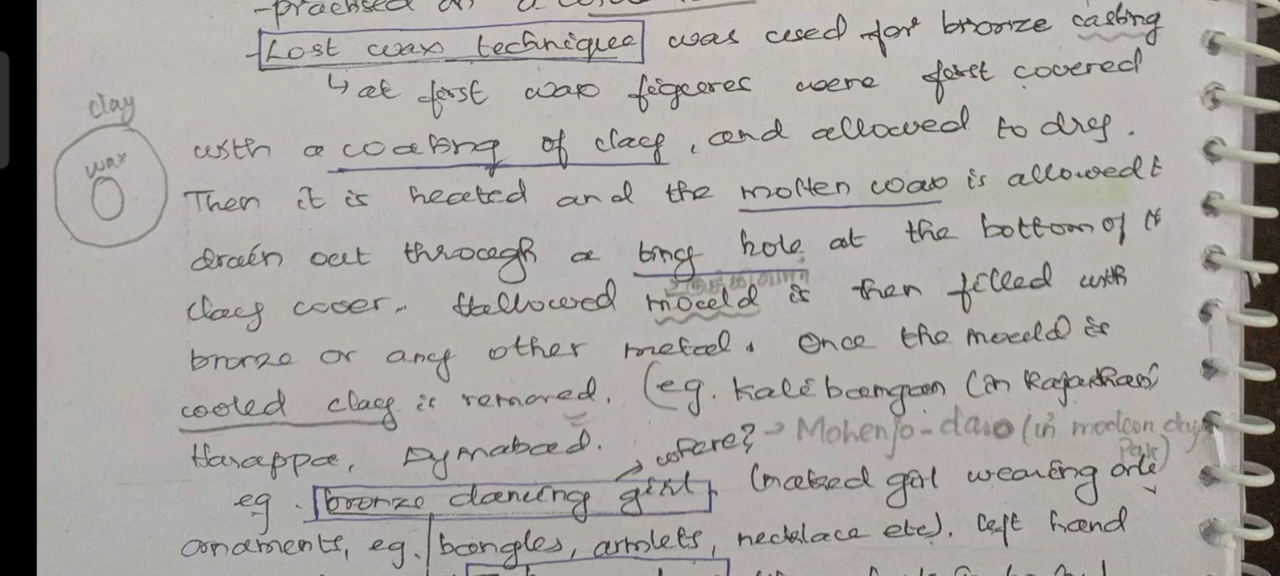 -practised on a
- Lost wax technique was used for bronze casting
↳ at first wax figures were first covered
clay
with a coating of clay, and allowed to dry.
wax
Then it is heated and the molten wax is allowed t
drain out through a tiny hole at the bottom of
clay cover. Hallowed mould is then filled with
bronze or any other metal. Once the mould is
cooled clay is removed. (eg. Kalibangan (in Rajasthan)
Harappa, Dymabad. → where? → Mohenjo-daro (in modern day Pak)
eg. bronze dancing girl, (naked girl wearing only
ornaments, eg. bangles, armlets, necklace etc). Left hand